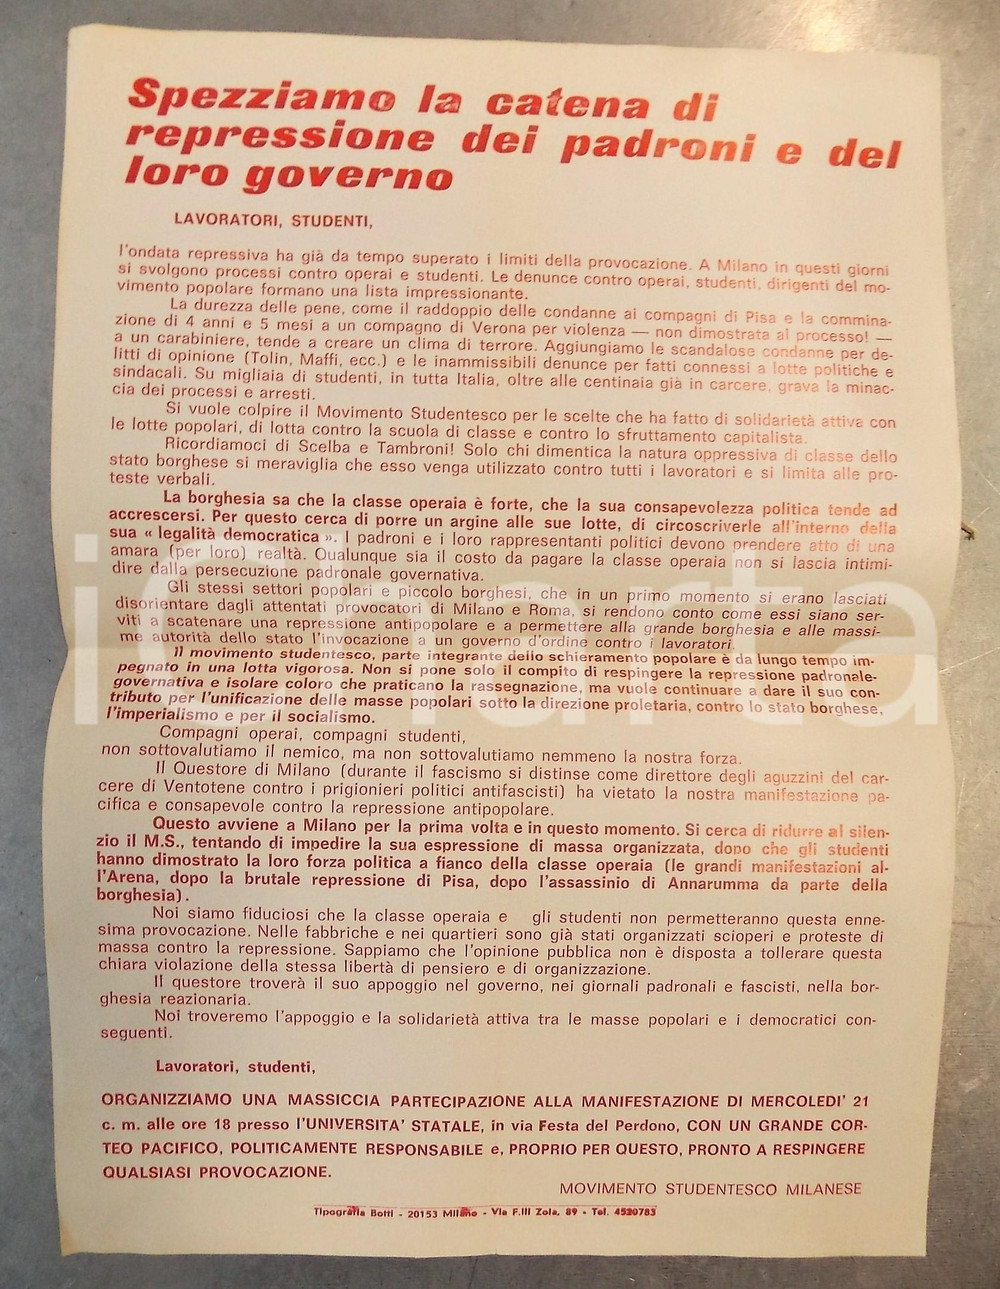 Spezziamo la catena di
repressione dei padroni e del
loro governo
LAVORATORI, STUDENTI,
l'ondata repressiva ha già da tempo superato i limiti della provocazione. A Milano in questi giorni
si svolgono processi contro operai e studenti. Le denunce contro operai, studenti, dirigenti del mo-
vimento popolare formano una lista impressionante.
La durezza delle pene, come il raddoppio delle condanne ai compagni di Pisa e la commina-
zione di 4 anni e 5 mesi a un compagno di Verona per violenza — non dimostrata al processo! —
a un carabiniere, tende a creare un clima di terrore. Aggiungiamo le scandalose condanne per de-
litti di opinione (Tolin, Maffi, ecc.) e le inammissibili denunce per fatti connessi a lotte politiche e
sindacali. Su migliaia di studenti, in tutta Italia, oltre alle centinaia già in carcere, grava la minac-
cia dei processi e arresti.
Si vuole colpire il Movimento Studentesco per le scelte che ha fatto di solidarietà attiva con
le lotte popolari, di lotta contro la scuola di classe e contro lo sfruttamento capitalista.
Ricordiamoci di Scelba e Tambroni! Solo chi dimentica la natura oppressiva di classe dello
stato borghese si meraviglia che esso venga utilizzato contro tutti i lavoratori e si limita alle pro-
teste verbali.
La borghesia sa che la classe operaia è forte, che la sua consapevolezza politica tende ad
accrescersi. Per questo cerca di porre un argine alle sue lotte, di circoscriverle all'interno della
sua « legalità democratica ». I padroni e i loro rappresentanti politici devono prendere atto di una
amara (per loro) realtà. Qualunque sia il costo da pagare la classe operaia non si lascia intimi-
dire dalla persecuzione padronale governativa.
Gli stessi settori popolari e piccolo borghesi, che in un primo momento si erano lasciati
disorientare dagli attentati provocatori di Milano e Roma, si rendono conto come essi siano ser-
viti a scatenare una repressione antipopolare e a permettere alla grande borghesia e alle massi-
me autorità dello stato l'invocazione a un governo d'ordine contro i lavoratori.
Il movimento studentesco, parte integrante dello schieramento popolare è da lungo tempo im-
pegnato in una lotta vigorosa. Non si pone solo il compito di respingere la repressione padronale-
governativa e isolare coloro che praticano la rassegnazione, ma vuole continuare a dare il suo con-
tributo per l'unificazione delle masse popolari sotto la direzione proletaria, contro lo stato borghese,
l'imperialismo e per il socialismo.
Compagni operai, compagni studenti,
non sottovalutiamo il nemico, ma non sottovalutiamo nemmeno la nostra forza.
Il Questore di Milano (durante il fascismo si distinse come direttore degli aguzzini del car-
cere di Ventotene contro i prigionieri politici antifascisti) ha vietato la nostra manifestazione pa-
cifica e consapevole contro la repressione antipopolare.
Questo avviene a Milano per la prima volta e in questo momento. Si cerca di ridurre al silen-
zio il M.S., tentando di impedire la sua espressione di massa organizzata, dopo che gli studenti
hanno dimostrato la loro forza politica a fianco della classe operaia (le grandi manifestazioni al-
l'Arena, dopo la brutale repressione di Pisa, dopo l'assassinio di Annarumma da parte della
borghesia).
Noi siamo fiduciosi che la classe operaia e gli studenti non permetteranno questa enne-
sima provocazione. Nelle fabbriche e nei quartieri sono già stati organizzati scioperi e proteste di
massa contro la repressione. Sappiamo che l'opinione pubblica non è disposta a tollerare questa
chiara violazione della stessa libertà di pensiero e di organizzazione.
Il questore troverà il suo appoggio nel governo, nei giornali padronali e fascisti, nella bor-
ghesia reazionaria.
Noi troveremo l'appoggio e la solidarietà attiva tra le masse popolari e i democratici con-
seguenti.
Lavoratori, studenti,
ORGANIZZIAMO UNA MASSICCIA PARTECIPAZIONE ALLA MANIFESTAZIONE DI MERCOLEDI' 21
c. m. alle ore 18 presso l'UNIVERSITA' STATALE, in via Festa del Perdono, CON UN GRANDE COR-
TEO PACIFICO, POLITICAMENTE RESPONSABILE e, PROPRIO PER QUESTO, PRONTO A RESPINGERE
QUALSIASI PROVOCAZIONE.
MOVIMENTO STUDENTESCO MILANESE
Tipografia Botti - 20153 Milano - Via F.lli Zoia, 89 - Tel. 4520783
iCharta